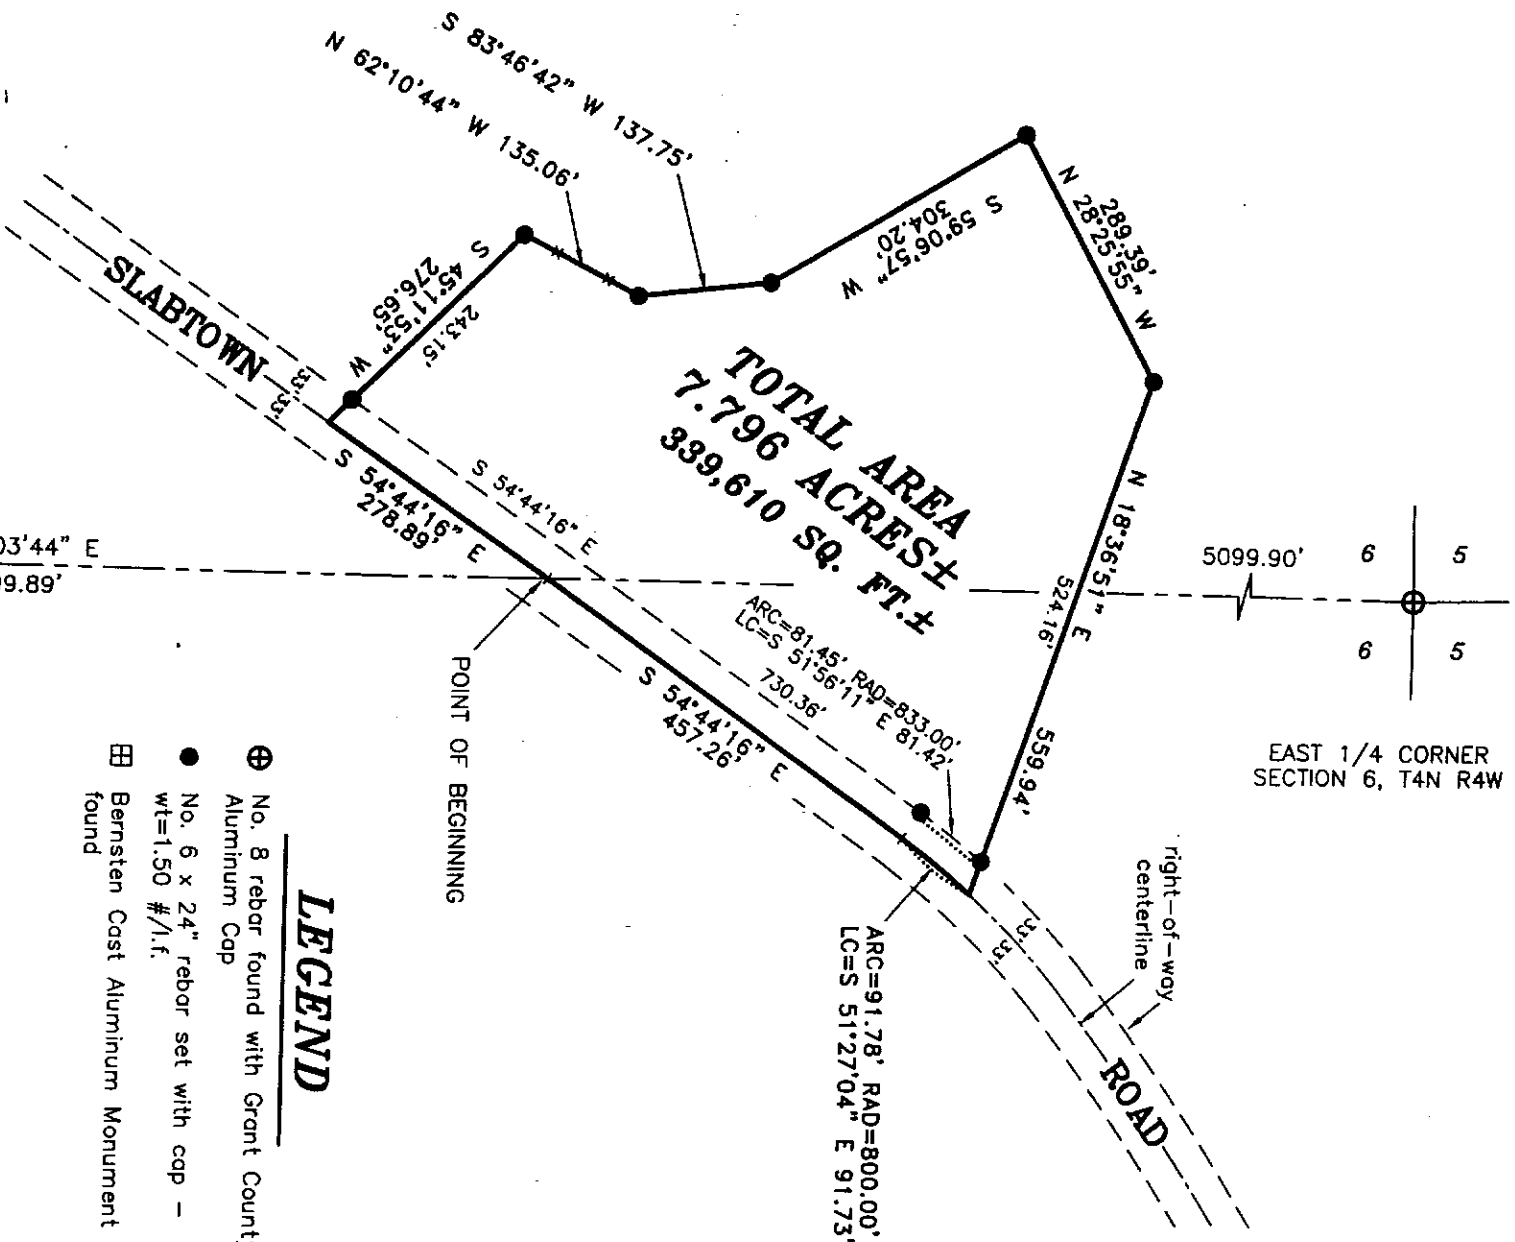 S 83°46'42" W 137.75'
N 62°10'44" W 135.06'
289.39'
N 28°25'55" W
S 59°06'57" W
304.20'
S 45°11'53" W
276.65'
243.15'
SLABTOWN
33'
33'
TOTAL AREA
7.796 ACRES±
339,610 SQ. FT.±
N 18°36'51" E
524.16'
559.94'
5099.90'
6
5
6
5
EAST 1/4 CORNER
SECTION 6, T4N R4W
S 54°44'16" E
S 54°44'16" E
278.89'
03'44" E
9.89'
ARC=81.45' RAD=833.00'
LC=S 51°56'11" E 81.42'
730.36'
S 54°44'16" E
457.26'
POINT OF BEGINNING
right-of-way
centerline
33'
33'
ARC=91.78' RAD=800.00'
LC=S 51°27'04" E 91.73'
ROAD
LEGEND
No. 8 rebar found with Grant Count
Aluminum Cap
No. 6 x 24" rebar set with cap -
wt=1.50 #/l.f.
Bernsten Cast Aluminum Monument
found